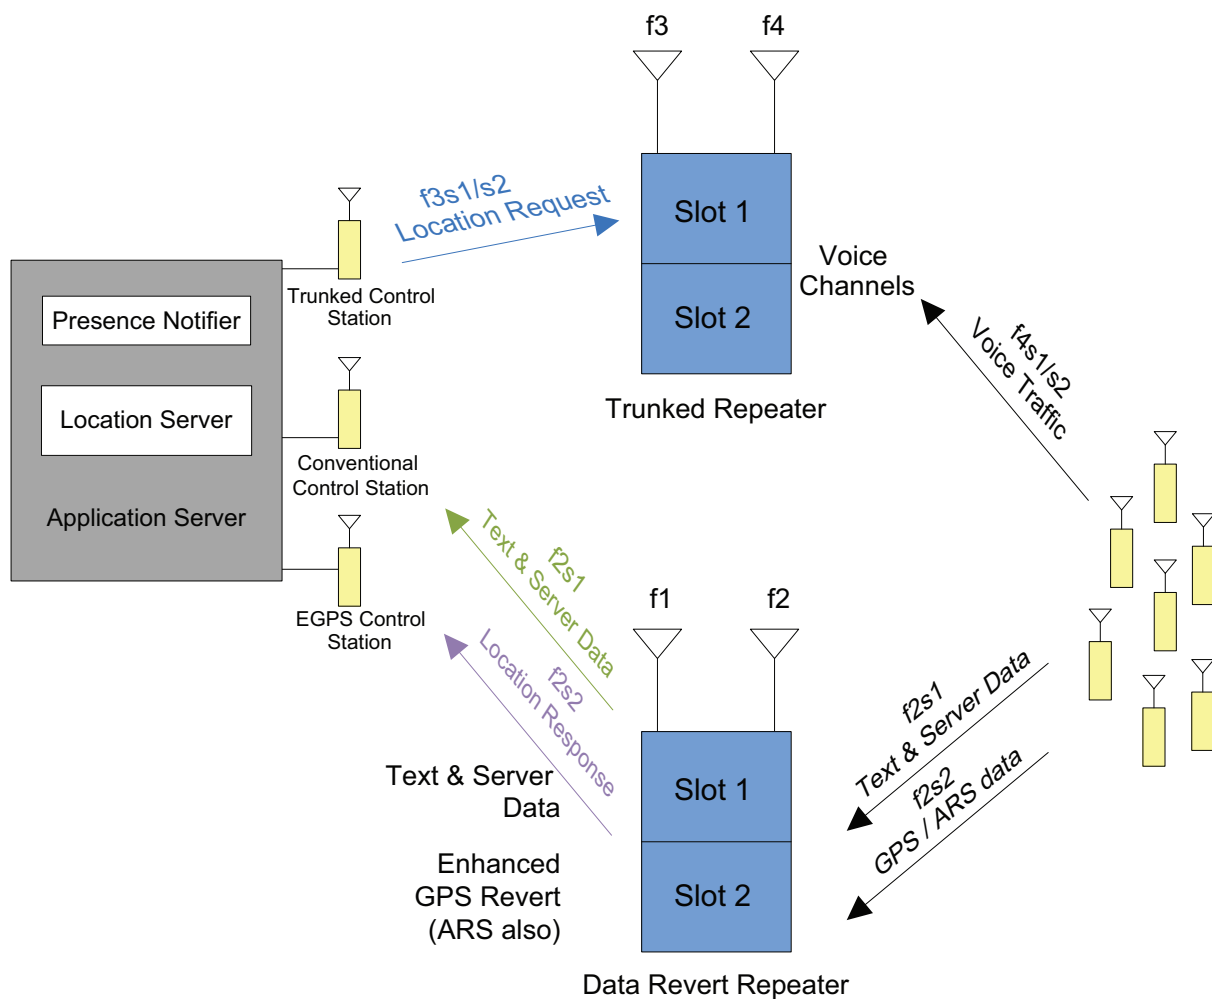 f3
f4
f3s1/s2
Location Request
Slot 1
Slot 2
Voice
Channels
Trunked Repeater
f4s1/s2
Voice Traffic
Trunked Control
Station
Presence Notifier
Location Server
Application Server
Conventional
Control Station
EGPS Control
Station
f2s1
Text & Server Data
f2s2
Location Response
f1
f2
Text & Server
Data
Slot 1
Enhanced
GPS Revert
(ARS also)
Slot 2
Data Revert Repeater
f2s1
Text & Server Data
f2s2
GPS / ARS data